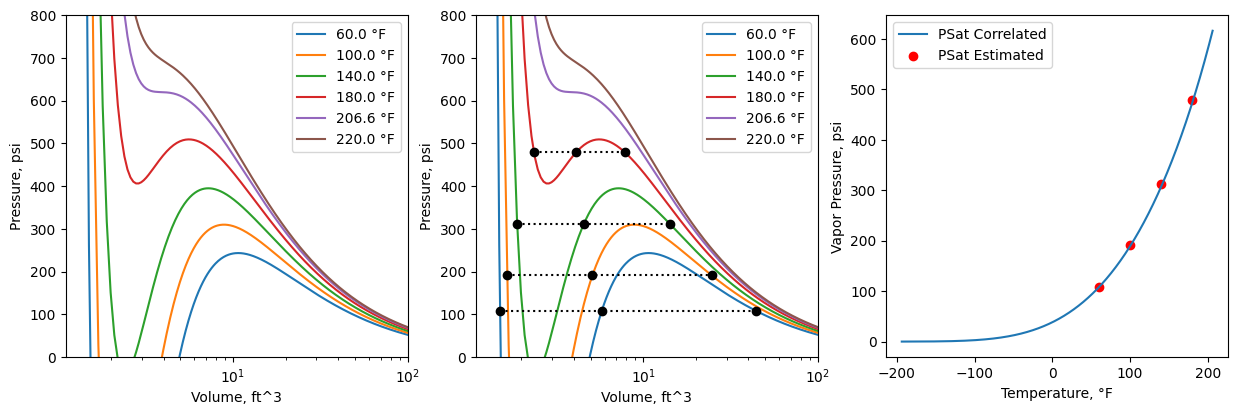 800
700
600
500
400
300
200
100
0
Pressure, psi
60.0 °F
100.0 °F
140.0 °F
180.0 °F
206.6 °F
220.0 °F
10^1
10^2
Volume, ft^3
800
700
600
500
400
300
200
100
0
Pressure, psi
60.0 °F
100.0 °F
140.0 °F
180.0 °F
206.6 °F
220.0 °F
10^1
10^2
Volume, ft^3
600
500
400
300
200
100
0
Vapor Pressure, psi
PSat Correlated
PSat Estimated
−200
−100
0
100
200
Temperature, °F